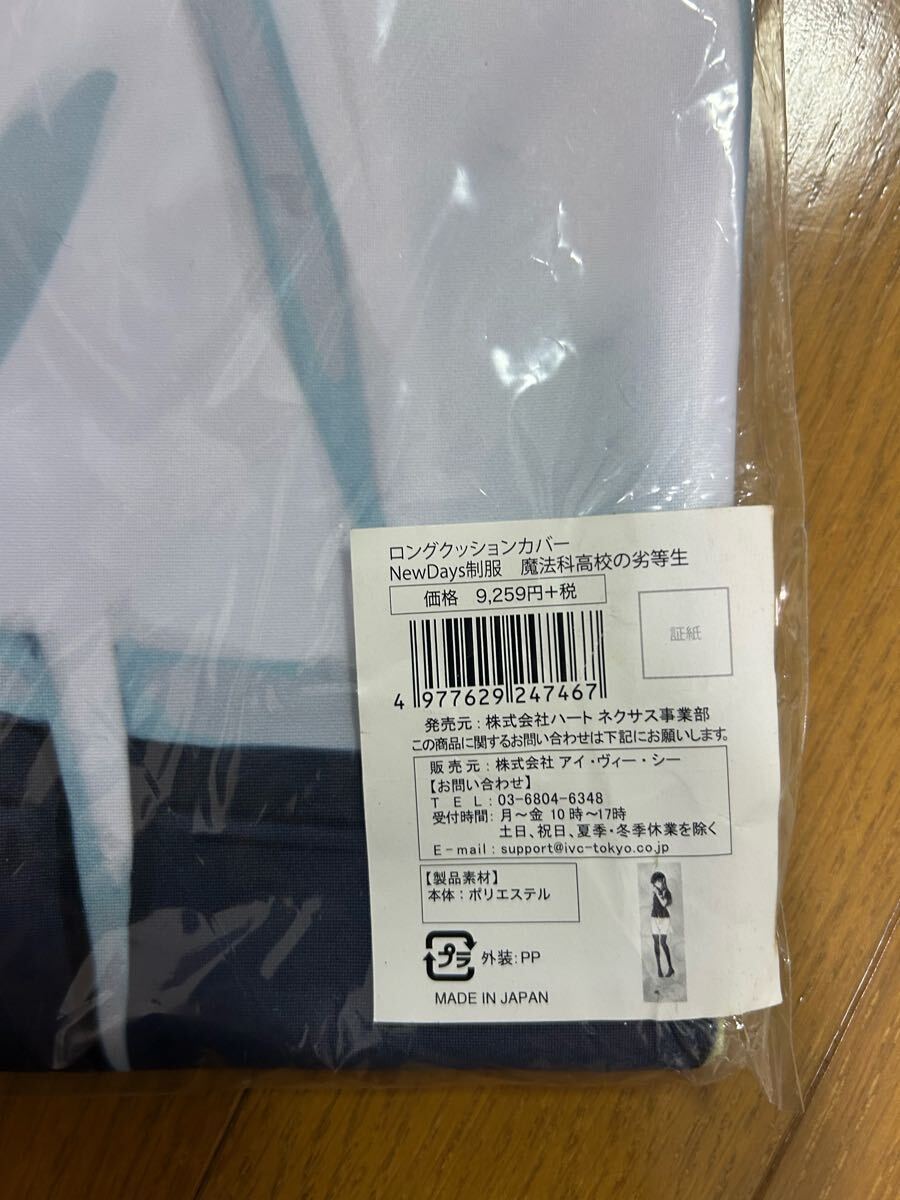 ロングクッションカバー
NewDays制服　魔法科高校の劣等生
価格　9,259円+税
証紙
4 977629 247467
発売元：株式会社ハート ネクサス事業部
この商品に関するお問い合わせは下記にお願いします。
販売元：株式会社 アイ・ヴィー・シー
【お問い合わせ】
ＴＥＬ：03-6804-6348
受付時間：月〜金 10時〜17時
土日、祝日、夏季・冬季休業を除く
E-mail：support@ivc-tokyo.co.jp
【製品素材】
本体：ポリエステル
プラ 外装：PP
MADE IN JAPAN